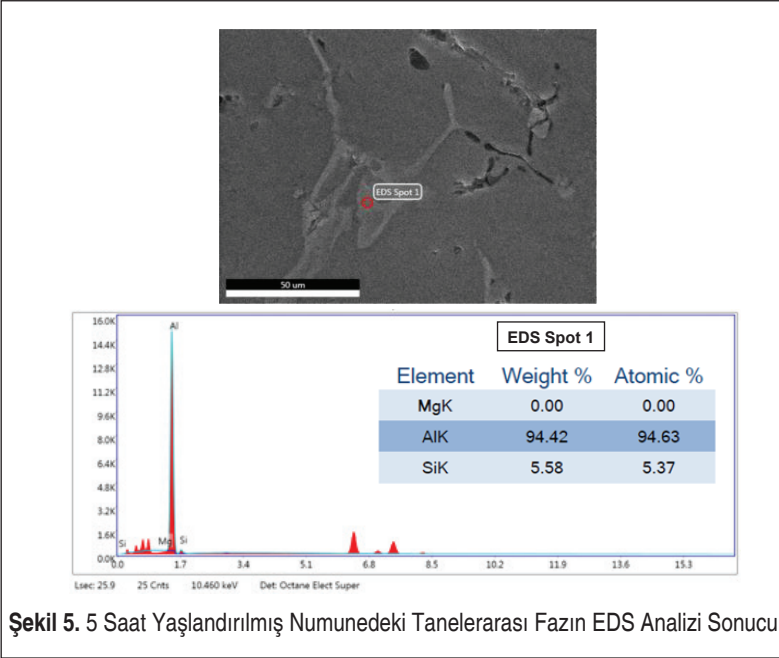 EDS Spot 1
50 um
16.0K
14.4K
12.8K
11.2K
9.6K
8.0K
6.4K
4.8K
3.2K
1.6K
0.0K
Al
Si
Mg
Si
0.0 1.7 3.4 5.1 6.8 8.5 10.2 11.9 13.6 15.3
EDS Spot 1
Element Weight % Atomic %
MgK 0.00 0.00
AlK 94.42 94.63
SiK 5.58 5.37
Lsec: 25.9 25 Cnts 10.460 keV Det: Octane Elect Super
Şekil 5. 5 Saat Yaşlandırılmış Numunedeki Tanelerarası Fazın EDS Analizi Sonucu